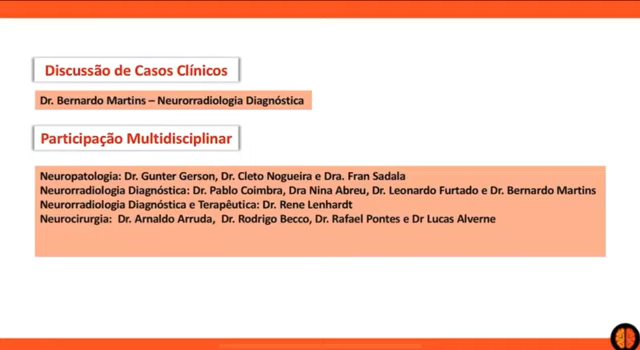 Discussão de Casos Clínicos
Dr. Bernardo Martins – Neurorradiologia Diagnóstica
Participação Multidisciplinar
Neuropatologia: Dr. Gunter Gerson, Dr. Cleto Nogueira e Dra. Fran Sadala
Neurorradiologia Diagnóstica: Dr. Pablo Coimbra, Dra Nina Abreu, Dr. Leonardo Furtado e Dr. Bernardo Martins
Neurorradiologia Diagnóstica e Terapêutica: Dr. Rene Lenhardt
Neurocirurgia: Dr. Arnaldo Arruda, Dr. Rodrigo Becco, Dr. Rafael Pontes e Dr Lucas Alverne